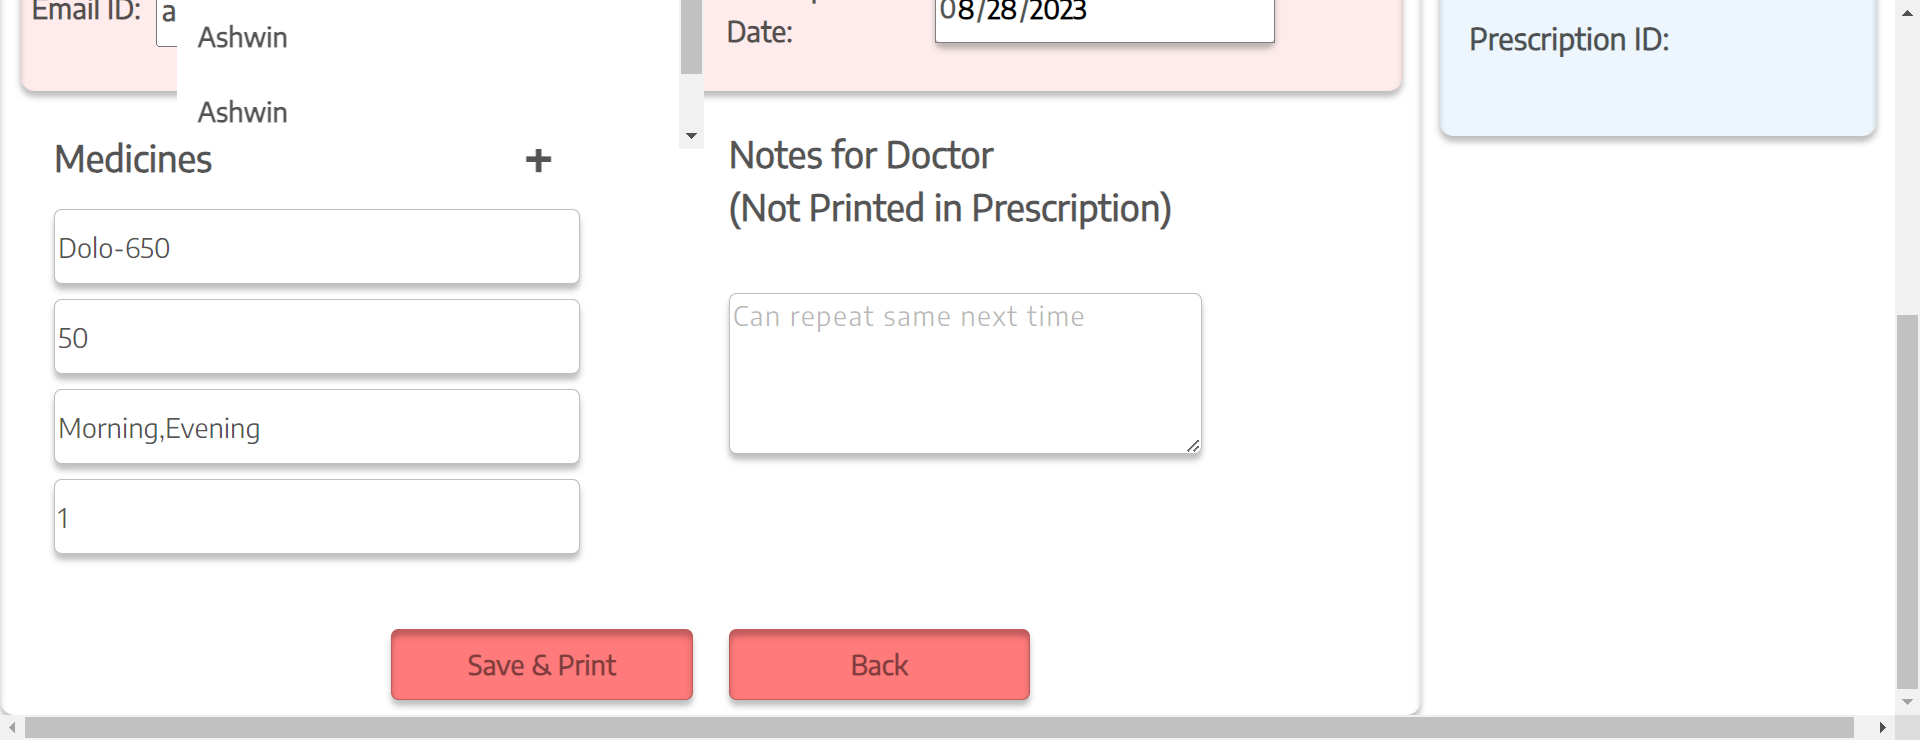 Email ID:
a
Ashwin
Ashwin
Date:
08/28/2023
Prescription ID:
Medicines
+
Dolo-650
50
Morning,Evening
1
Notes for Doctor
(Not Printed in Prescription)
Can repeat same next time
Save & Print
Back